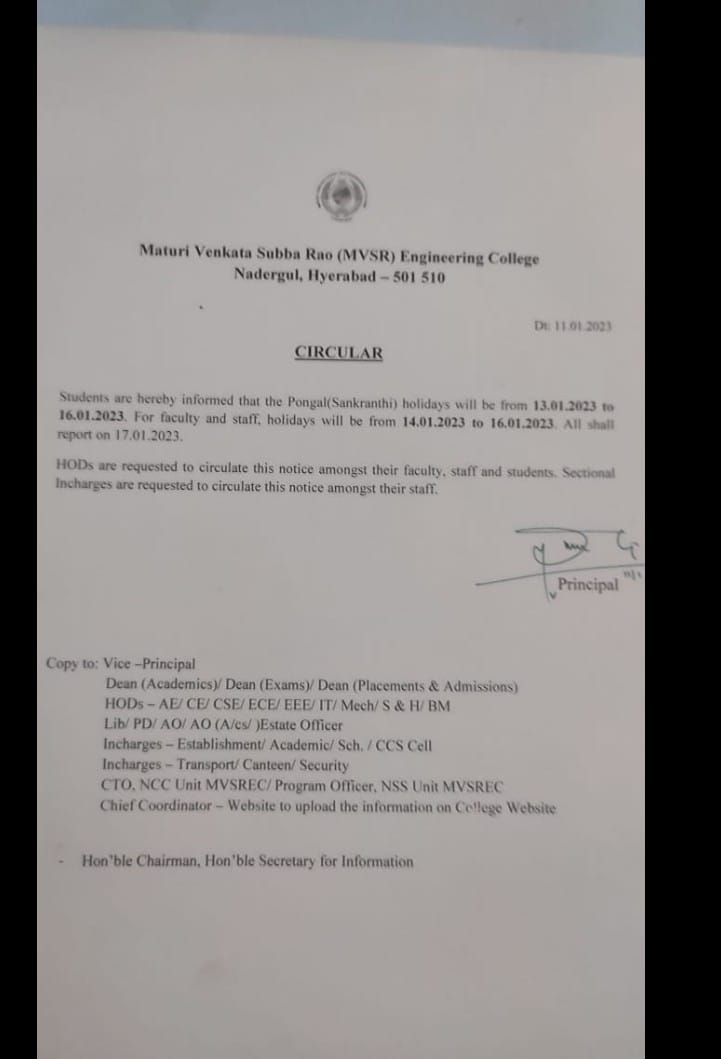 Maturi Venkata Subba Rao (MVSR) Engineering College
Nadergul, Hyerabad – 501 510
Dt: 11.01.2023
CIRCULAR
Students are hereby informed that the Pongal(Sankranthi) holidays will be from 13.01.2023 to
16.01.2023. For faculty and staff, holidays will be from 14.01.2023 to 16.01.2023. All shall
report on 17.01.2023.
HODs are requested to circulate this notice amongst their faculty, staff and students. Sectional
Incharges are requested to circulate this notice amongst their staff.
Principal
Copy to: Vice –Principal
Dean (Academics)/ Dean (Exams)/ Dean (Placements & Admissions)
HODs – AE/ CE/ CSE/ ECE/ EEE/ IT/ Mech/ S & H/ BM
Lib/ PD/ AO/ AO (A/cs/ )Estate Officer
Incharges – Establishment/ Academic/ Sch. / CCS Cell
Incharges – Transport/ Canteen/ Security
CTO, NCC Unit MVSREC/ Program Officer, NSS Unit MVSREC
Chief Coordinator – Website to upload the information on College Website
- Hon'ble Chairman, Hon'ble Secretary for Information